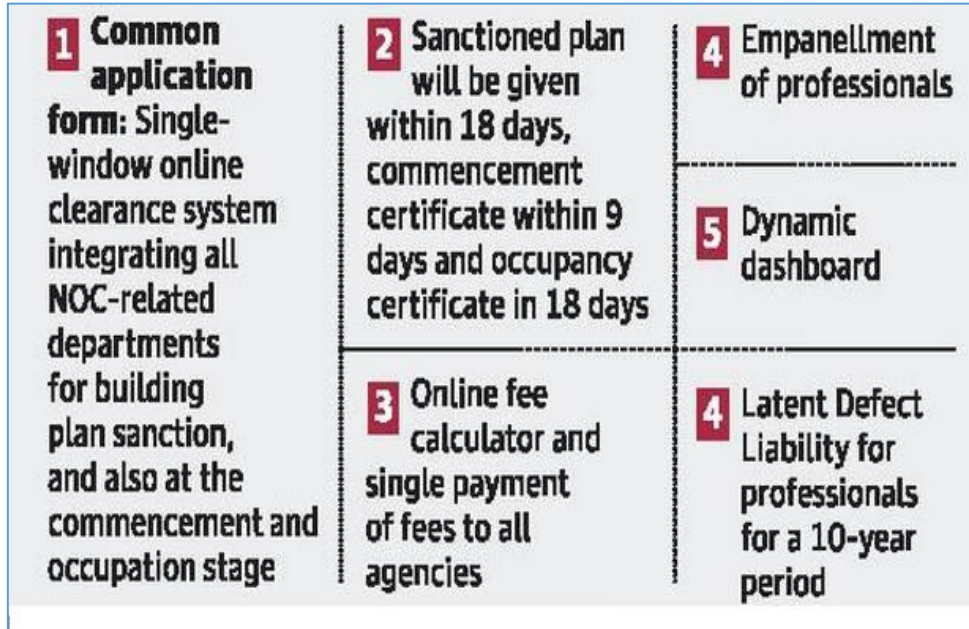 1 Common
application
form: Single-
window online
clearance system
integrating all
NOC-related
departments
for building
plan sanction,
and also at the
commencement and
occupation stage
2 Sanctioned plan
will be given
within 18 days,
commencement
certificate within 9
days and occupancy
certificate in 18 days
3 Online fee
calculator and
single payment
of fees to all
agencies
4 Empanellment
of professionals
5 Dynamic
dashboard
4 Latent Defect
Liability for
professionals
for a 10-year
period